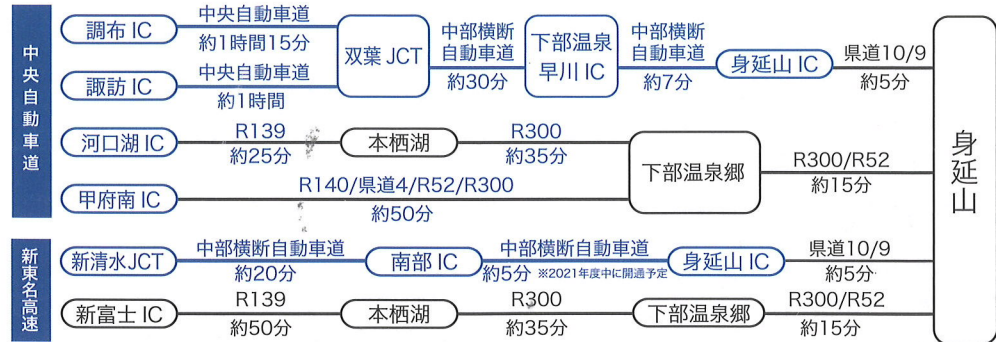 中央自動車道
調布 IC
中央自動車道
約1時間15分
諏訪 IC
中央自動車道
約1時間
双葉 JCT
中部横断
自動車道
約30分
下部温泉
早川 IC
中部横断
自動車道
約7分
身延山 IC
県道10/9
約5分
河口湖 IC
R139
約25分
本栖湖
R300
約35分
甲府南 IC
R140/県道4/R52/R300
約50分
下部温泉郷
R300/R52
約15分
新東名高速
新清水JCT
中部横断自動車道
約20分
南部 IC
中部横断自動車道
約5分 ※2021年度中に開通予定
身延山 IC
県道10/9
約5分
新富士 IC
R139
約50分
本栖湖
R300
約35分
下部温泉郷
R300/R52
約15分
身延山